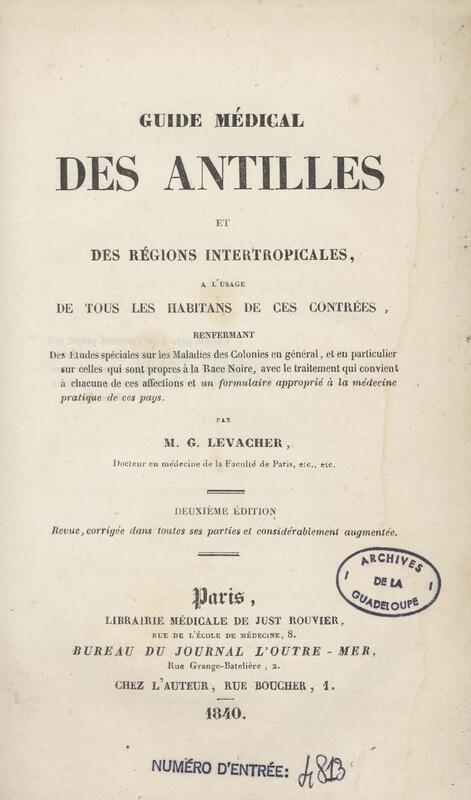 GUIDE MÉDICAL
DES ANTILLES
ET
DES RÉGIONS INTERTROPICALES,
A L'USAGE
DE TOUS LES HABITANS DE CES CONTRÉES ,
RENFERMANT
Des Études spéciales sur les Maladies des Colonies en général, et en particulier
sur celles qui sont propres à la Race Noire, avec le traitement qui convient
à chacune de ces affections et un formulaire approprié à la médecine
pratique de ces pays.
PAR
M. G. LEVACHER,
Docteur en médecine de la Faculté de Paris, etc., etc.
DEUXIÈME ÉDITION
Revue, corrigée dans toutes ses parties et considérablement augmentée.
ARCHIVES
DE LA
GUADELOUPE
Paris,
LIBRAIRIE MÉDICALE DE JUST ROUVIER,
RUE DE L'ÉCOLE DE MÉDECINE, 8.
BUREAU DU JOURNAL L'OUTRE - MER,
Rue Grange-Batelière , 2.
CHEZ L'AUTEUR, RUE BOUCHER, 1.
1840.
NUMÉRO D'ENTRÉE: 4813